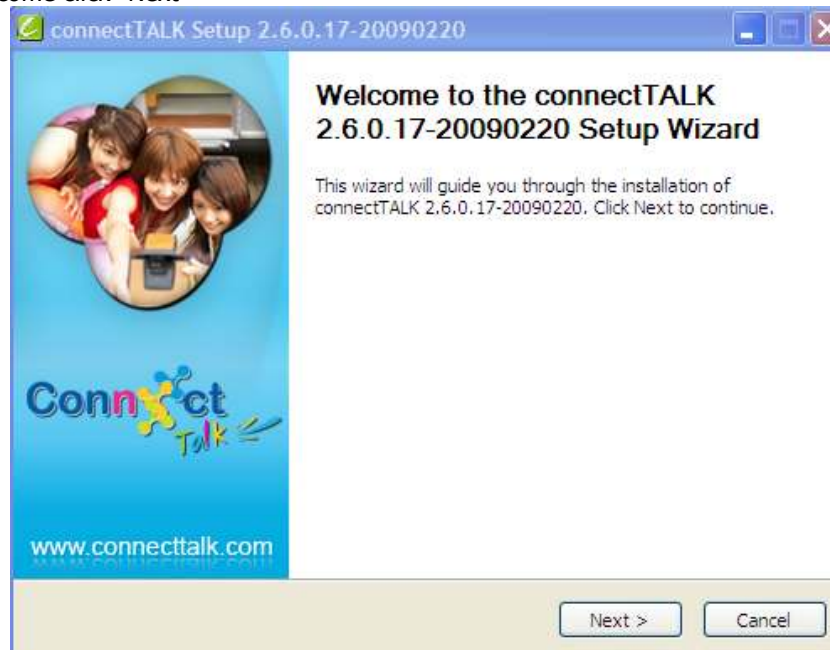 connectTALK Setup 2.6.0.17-20090220
Welcome to the connectTALK
2.6.0.17-20090220 Setup Wizard
This wizard will guide you through the installation of
connectTALK 2.6.0.17-20090220. Click Next to continue.
Connect
Talk
www.connecttalk.com
Next >
Cancel